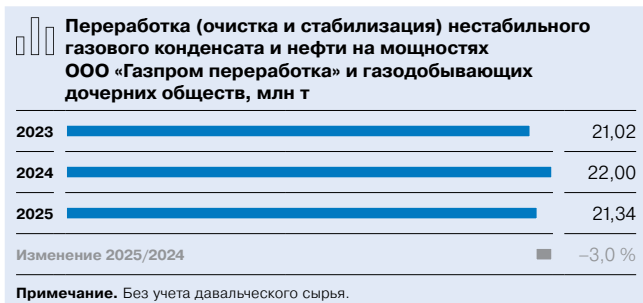 Переработка (очистка и стабилизация) нестабильного
газового конденсата и нефти на мощностях
ООО «Газпром переработка» и газодобывающих
дочерних обществ, млн т
2023 21,02
2024 22,00
2025 21,34
Изменение 2025/2024 –3,0 %
Примечание. Без учета давальческого сырья.